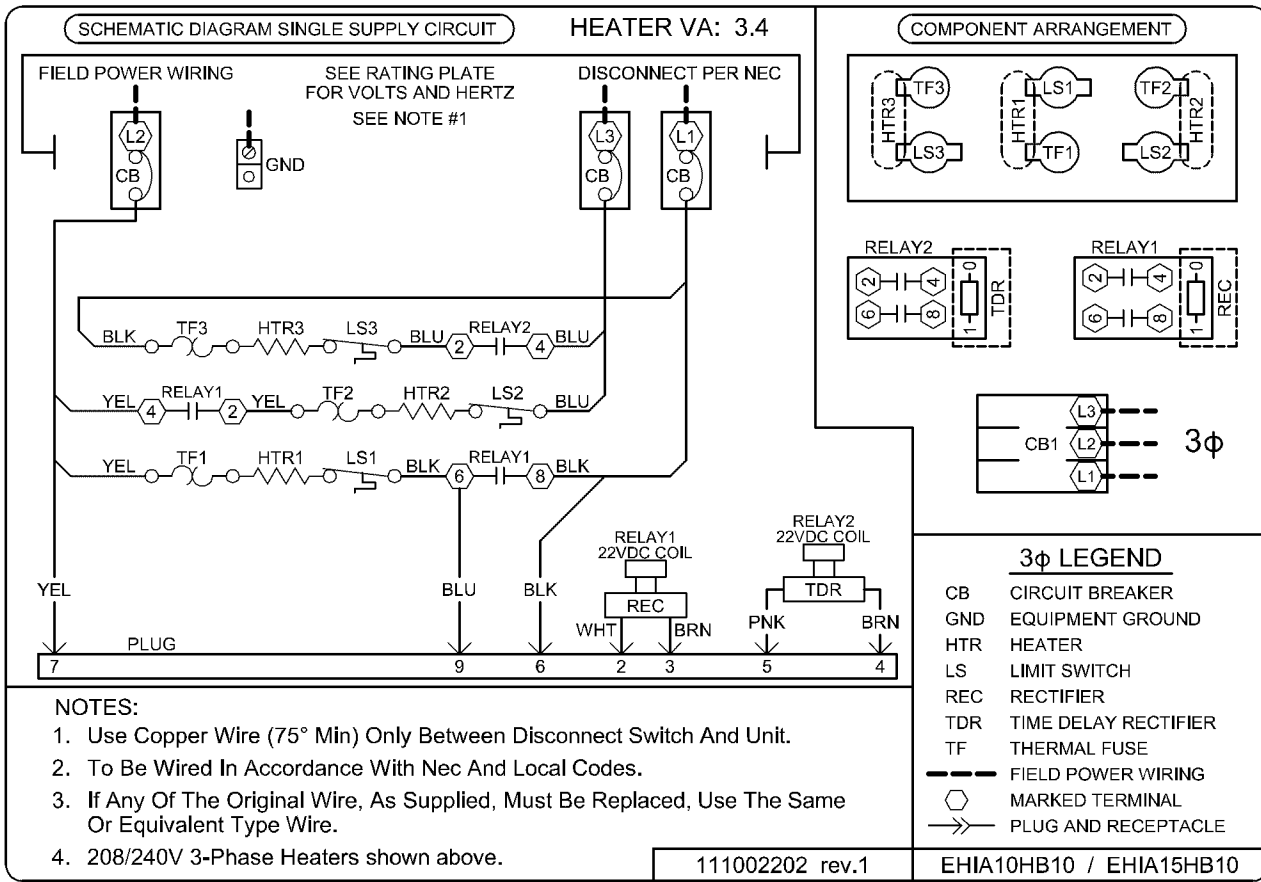 SCHEMATIC DIAGRAM SINGLE SUPPLY CIRCUIT
HEATER VA: 3.4
FIELD POWER WIRING
SEE RATING PLATE
FOR VOLTS AND HERTZ
SEE NOTE #1
DISCONNECT PER NEC
L2
CB
GND
L3
CB
L1
CB
BLK
TF3
HTR3
LS3
BLU
2
RELAY2
4
BLU
YEL
4
RELAY1
2
YEL
TF2
HTR2
LS2
BLU
YEL
TF1
HTR1
LS1
BLK
6
RELAY1
8
BLK
YEL
BLU
BLK
RELAY1
22VDC COIL
REC
WHT
BRN
RELAY2
22VDC COIL
TDR
PNK
BRN
PLUG
7
9
6
2
3
5
4
NOTES:
1. Use Copper Wire (75° Min) Only Between Disconnect Switch And Unit.
2. To Be Wired In Accordance With Nec And Local Codes.
3. If Any Of The Original Wire, As Supplied, Must Be Replaced, Use The Same
Or Equivalent Type Wire.
4. 208/240V 3-Phase Heaters shown above.
111002202 rev.1
COMPONENT ARRANGEMENT
HTR3
TF3
LS3
HTR1
LS1
TF1
TF2
LS2
HTR2
RELAY2
2
4
6
8
0
1
TDR
RELAY1
2
4
6
8
0
1
REC
CB1
L3
L2
L1
3ϕ
3ϕ LEGEND
CB CIRCUIT BREAKER
GND EQUIPMENT GROUND
HTR HEATER
LS LIMIT SWITCH
REC RECTIFIER
TDR TIME DELAY RECTIFIER
TF THERMAL FUSE
FIELD POWER WIRING
MARKED TERMINAL
PLUG AND RECEPTACLE
EHIA10HB10 / EHIA15HB10